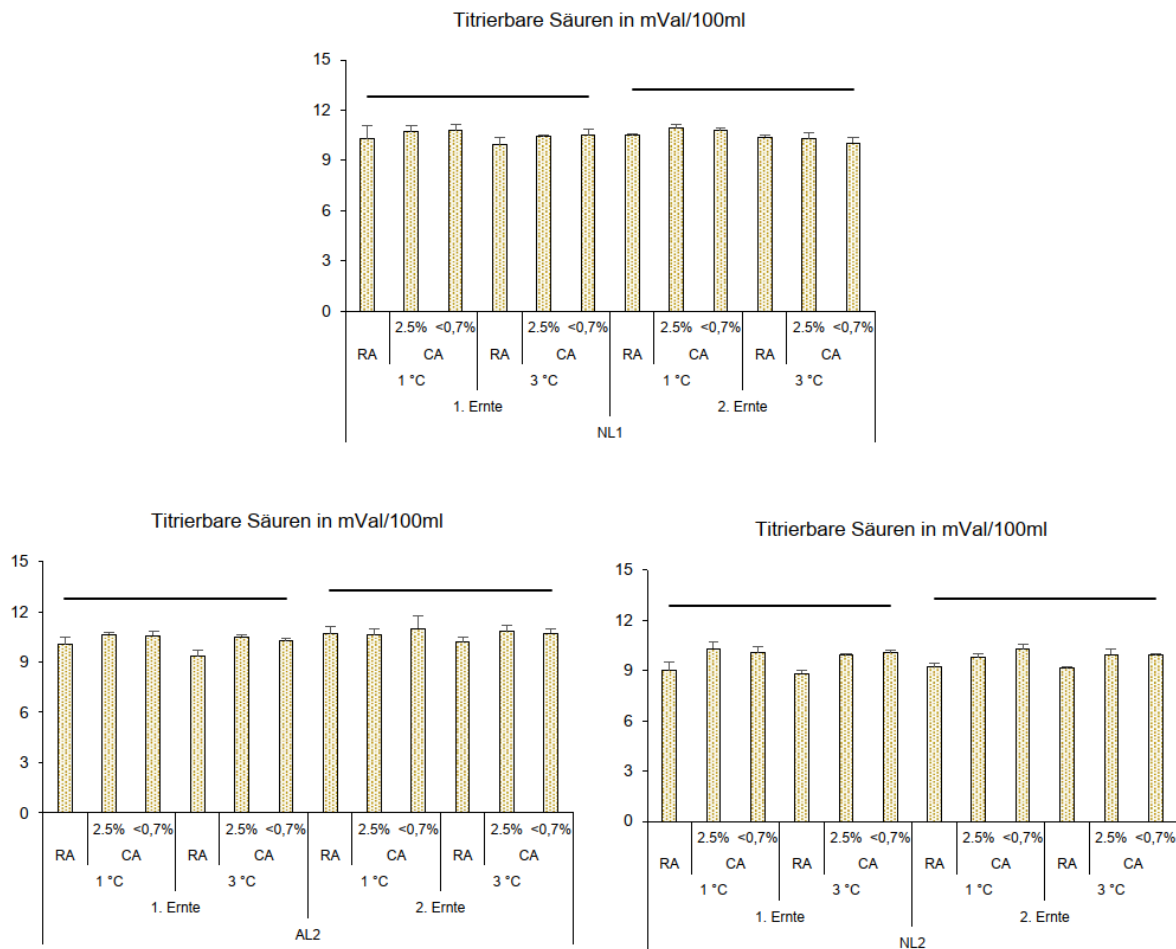 Titrierbare Säuren in mVal/100ml
15
12
9
6
3
0
2.5% <0,7% 2.5% <0,7% 2.5% <0,7% 2.5% <0,7%
RA CA RA CA RA CA RA CA
1 °C 3 °C 1 °C 3 °C
1. Ernte 2. Ernte
NL1
Titrierbare Säuren in mVal/100ml
15
12
9
6
3
0
2.5% <0,7% 2.5% <0,7% 2.5% <0,7% 2.5% <0,7%
RA CA RA CA RA CA RA CA
1 °C 3 °C 1 °C 3 °C
1. Ernte 2. Ernte
AL2
Titrierbare Säuren in mVal/100ml
15
12
9
6
3
0
2.5% <0,7% 2.5% <0,7% 2.5% <0,7% 2.5% <0,7%
RA CA RA CA RA CA RA CA
1 °C 3 °C 1 °C 3 °C
1. Ernte 2. Ernte
NL2